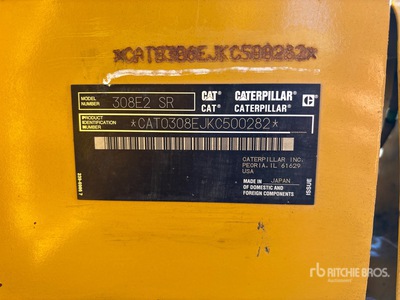 *CAT0308EJKC500282*
MODEL NUMBER 308E2 SR CAT CATERPILLAR C
CAT® CATERPILLAR®
PRODUCT IDENTIFICATION NUMBER *CAT0308EJKC500282*
CATERPILLAR INC.
PEORIA, IL 61629
USA
MADE IN JAPAN
OF DOMESTIC AND
FOREIGN COMPONENTS
ISSUE
rb RITCHIE BROS.